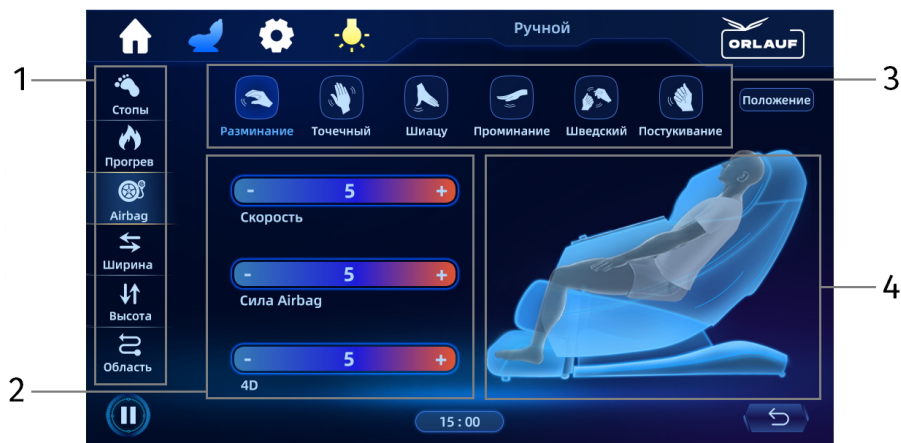 Ручной
ORLAUF
1
3
Стопы
Прогрев
Airbag
Ширина
Высота
Область
Разминание
Точечный
Шиацу
Проминание
Шведский
Постукивание
Положение
- 5 +
Скорость
- 5 +
Сила Airbag
- 5 +
4D
4
2
15 : 00